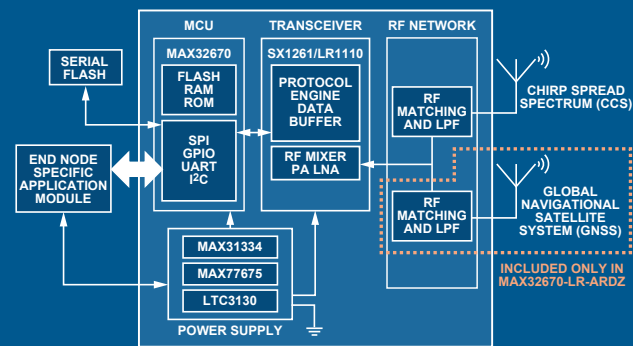 MCU
TRANSCEIVER
RF NETWORK
MAX32670
SX1261/LR1110
SERIAL
FLASH
FLASH
RAM
ROM
PROTOCOL
ENGINE
DATA
BUFFER
RF
MATCHING
AND LPF
CHIRP SPREAD
SPECTRUM (CCS)
SPI
GPIO
UART
I2C
END NODE
SPECIFIC
APPLICATION
MODULE
RF MIXER
PA LNA
RF
MATCHING
AND LPF
GLOBAL
NAVIGATIONAL
SATELLITE
SYSTEM (GNSS)
MAX31334
MAX77675
LTC3130
POWER SUPPLY
INCLUDED ONLY IN
MAX32670-LR-ARDZ